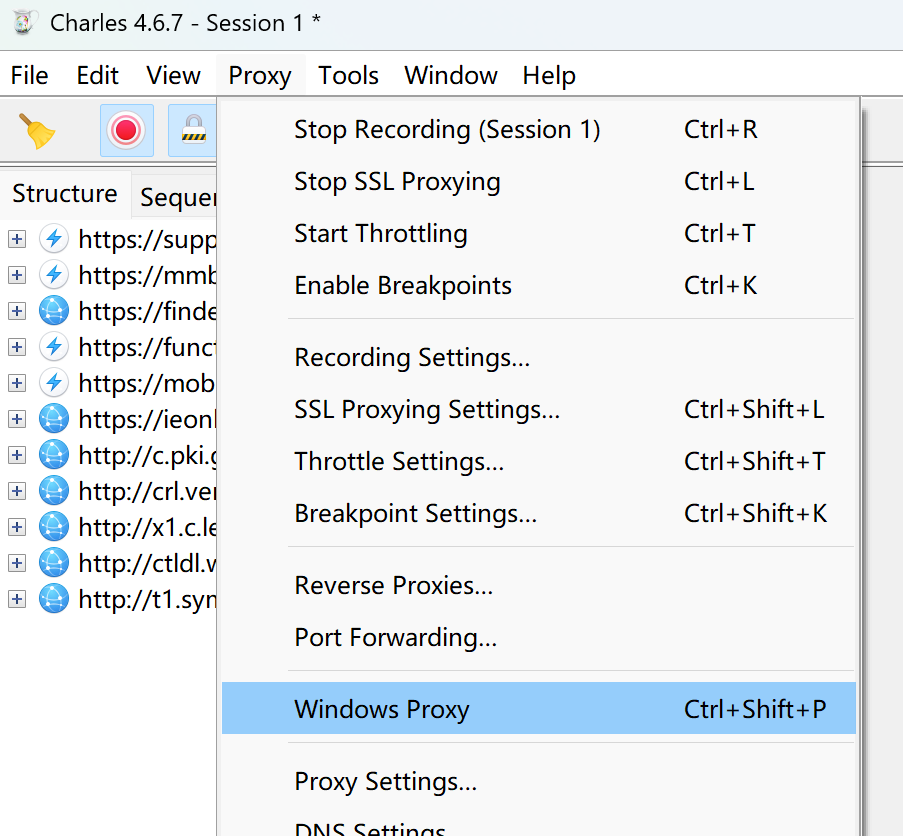 Charles 4.6.7 - Session 1 *
File Edit View Proxy Tools Window Help
Stop Recording (Session 1) Ctrl+R
Stop SSL Proxying Ctrl+L
Start Throttling Ctrl+T
Enable Breakpoints Ctrl+K
Recording Settings...
SSL Proxying Settings... Ctrl+Shift+L
Throttle Settings... Ctrl+Shift+T
Breakpoint Settings... Ctrl+Shift+K
Reverse Proxies...
Port Forwarding...
Windows Proxy Ctrl+Shift+P
Proxy Settings...
DNS Settings
Structure Sequen
https://supp
https://mmb
https://finde
https://funct
https://mob
https://ieonl
http://c.pki.g
http://crl.ver
http://x1.c.le
http://ctldl.w
http://t1.sym